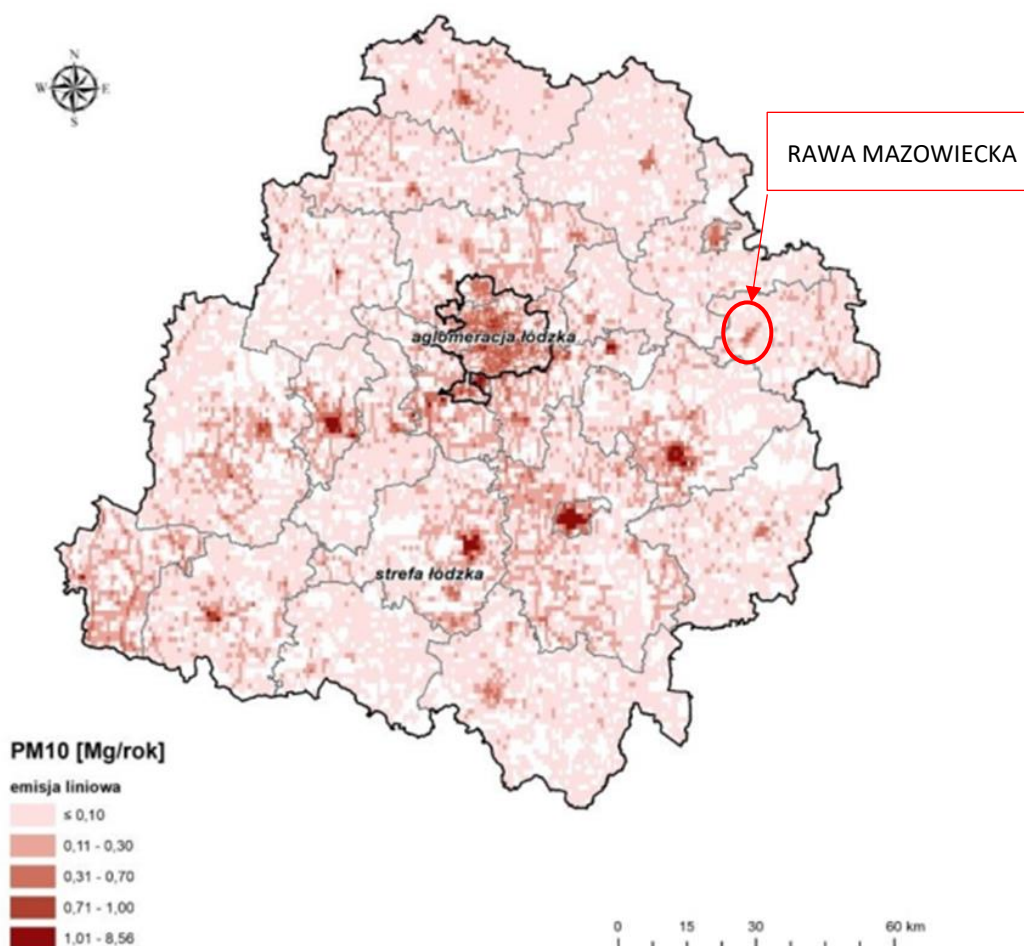 N
W E
S
RAWA MAZOWIECKA
aglomeracja łódzka
strefa łódzka
PM10 [Mg/rok]
emisja liniowa
≤ 0,10
0,11 - 0,30
0,31 - 0,70
0,71 - 1,00
1,01 - 8,56
0 15 30 60 km